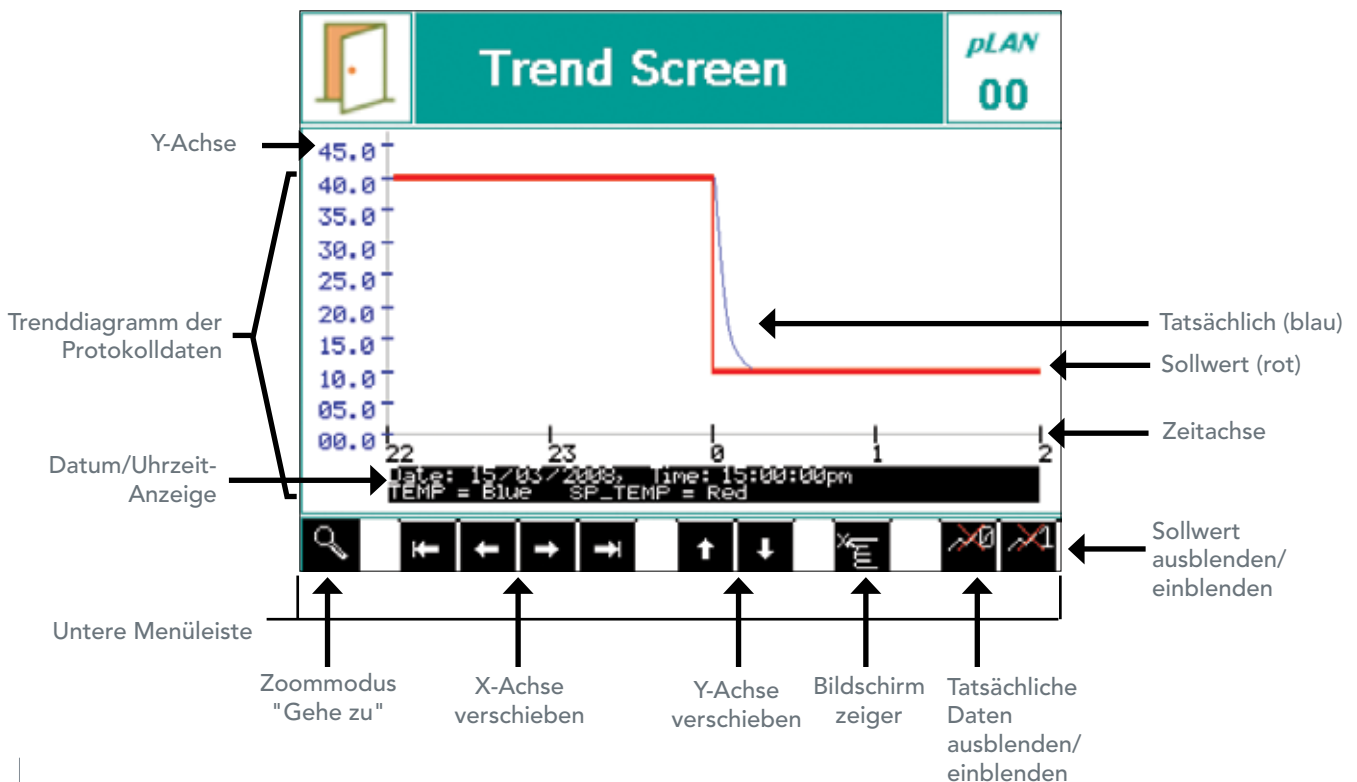 Trend Screen
pLAN
00
Y-Achse
45.0
40.0
35.0
30.0
25.0
20.0
15.0
10.0
05.0
00.0
Trenddiagramm der
Protokolldaten
Tatsächlich (blau)
Sollwert (rot)
Zeitachse
22
23
0
1
2
Datum/Uhrzeit-
Anzeige
Date: 15/03/2008, Time: 15:00:00pm
TEMP = Blue SP_TEMP = Red
X
0
1
Sollwert
ausblenden/
einblenden
Untere Menüleiste
Zoommodus
"Gehe zu"
X-Achse
verschieben
Y-Achse
verschieben
Bildschirm
zeiger
Tatsächliche
Daten
ausblenden/
einblenden